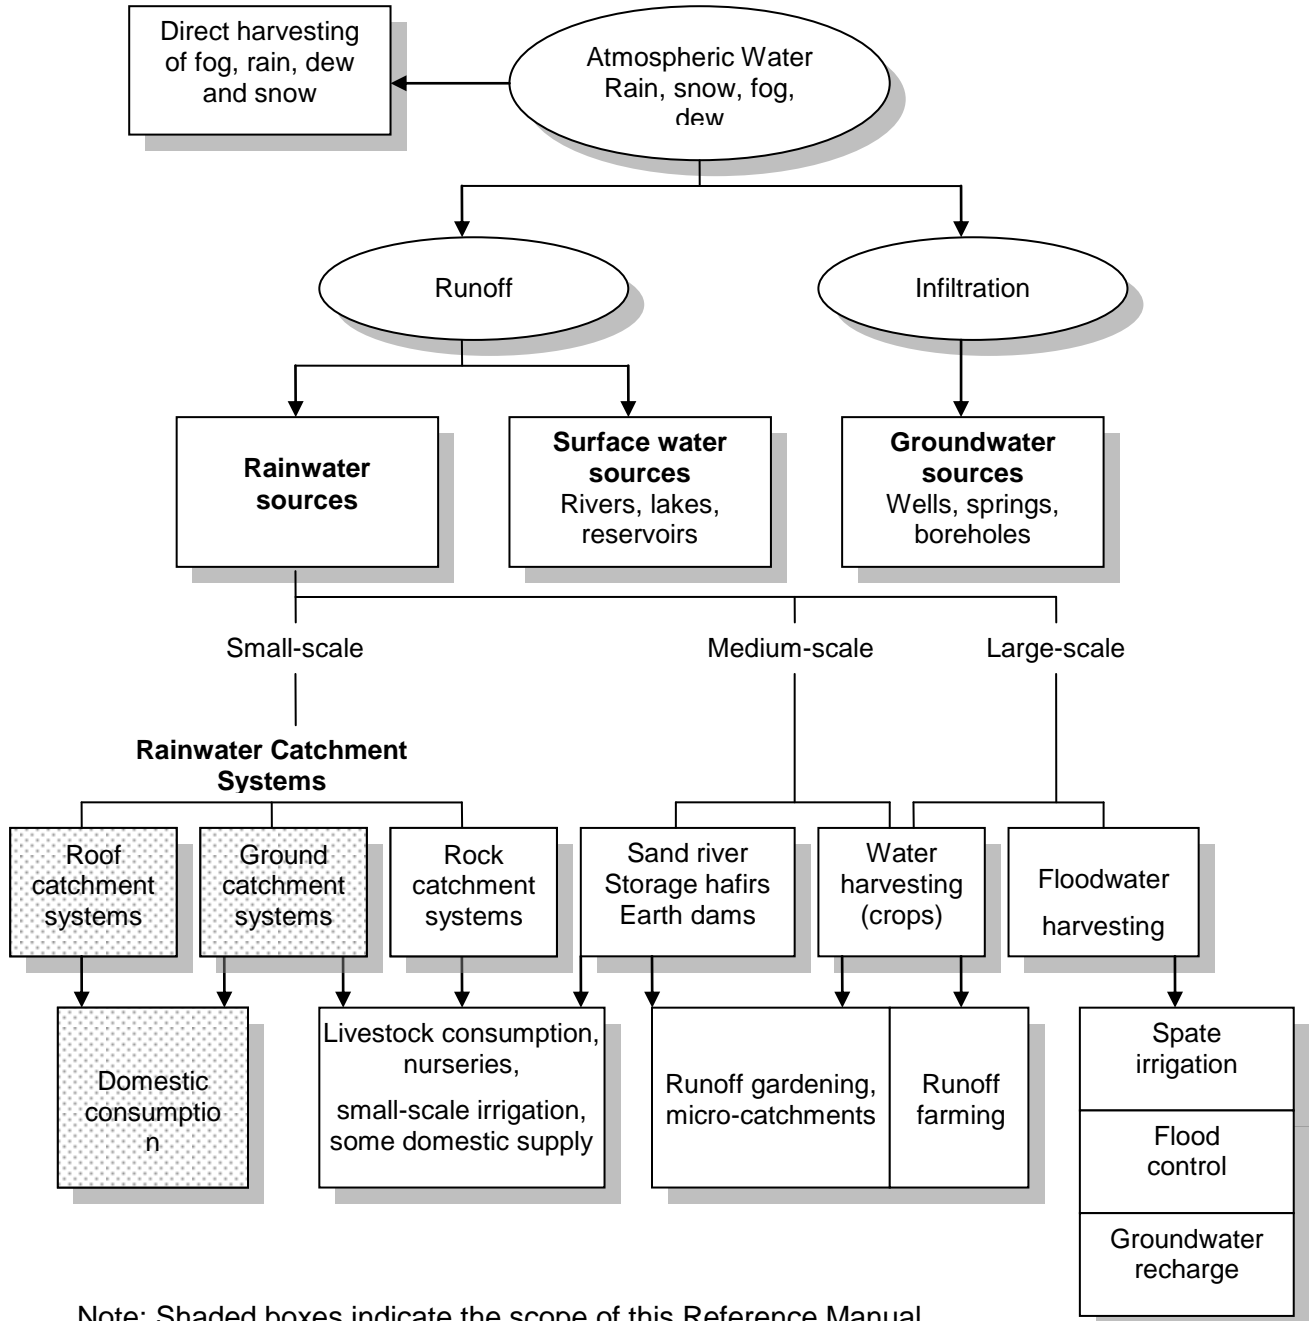 Direct harvesting
of fog, rain, dew
and snow
Atmospheric Water
Rain, snow, fog,
dew
Runoff
Infiltration
Rainwater
sources
Surface water
sources
Rivers, lakes,
reservoirs
Groundwater
sources
Wells, springs,
boreholes
Small-scale
Medium-scale
Large-scale
Rainwater Catchment
Systems
Roof
catchment
systems
Ground
catchment
systems
Rock
catchment
systems
Sand river
Storage hafirs
Earth dams
Water
harvesting
(crops)
Floodwater
harvesting
Domestic
consumptio
n
Livestock consumption,
nurseries,
small-scale irrigation,
some domestic supply
Runoff gardening,
micro-catchments
Runoff
farming
Spate
irrigation
Flood
control
Groundwater
recharge
Note: Shaded boxes indicate the scope of this Reference Manual